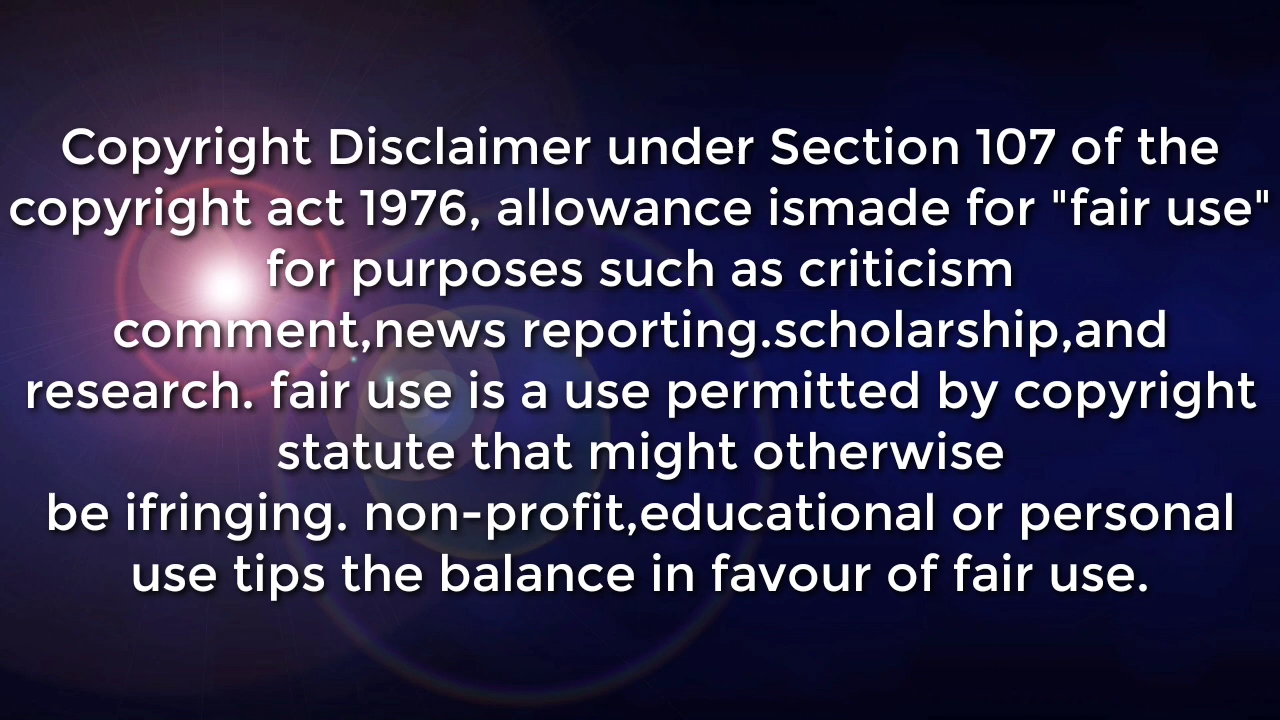 Copyright Disclaimer under Section 107 of the
copyright act 1976, allowance ismade for "fair use"
for purposes such as criticism
comment,news reporting.scholarship,and
research. fair use is a use permitted by copyright
statute that might otherwise
be ifringing. non-profit,educational or personal
use tips the balance in favour of fair use.